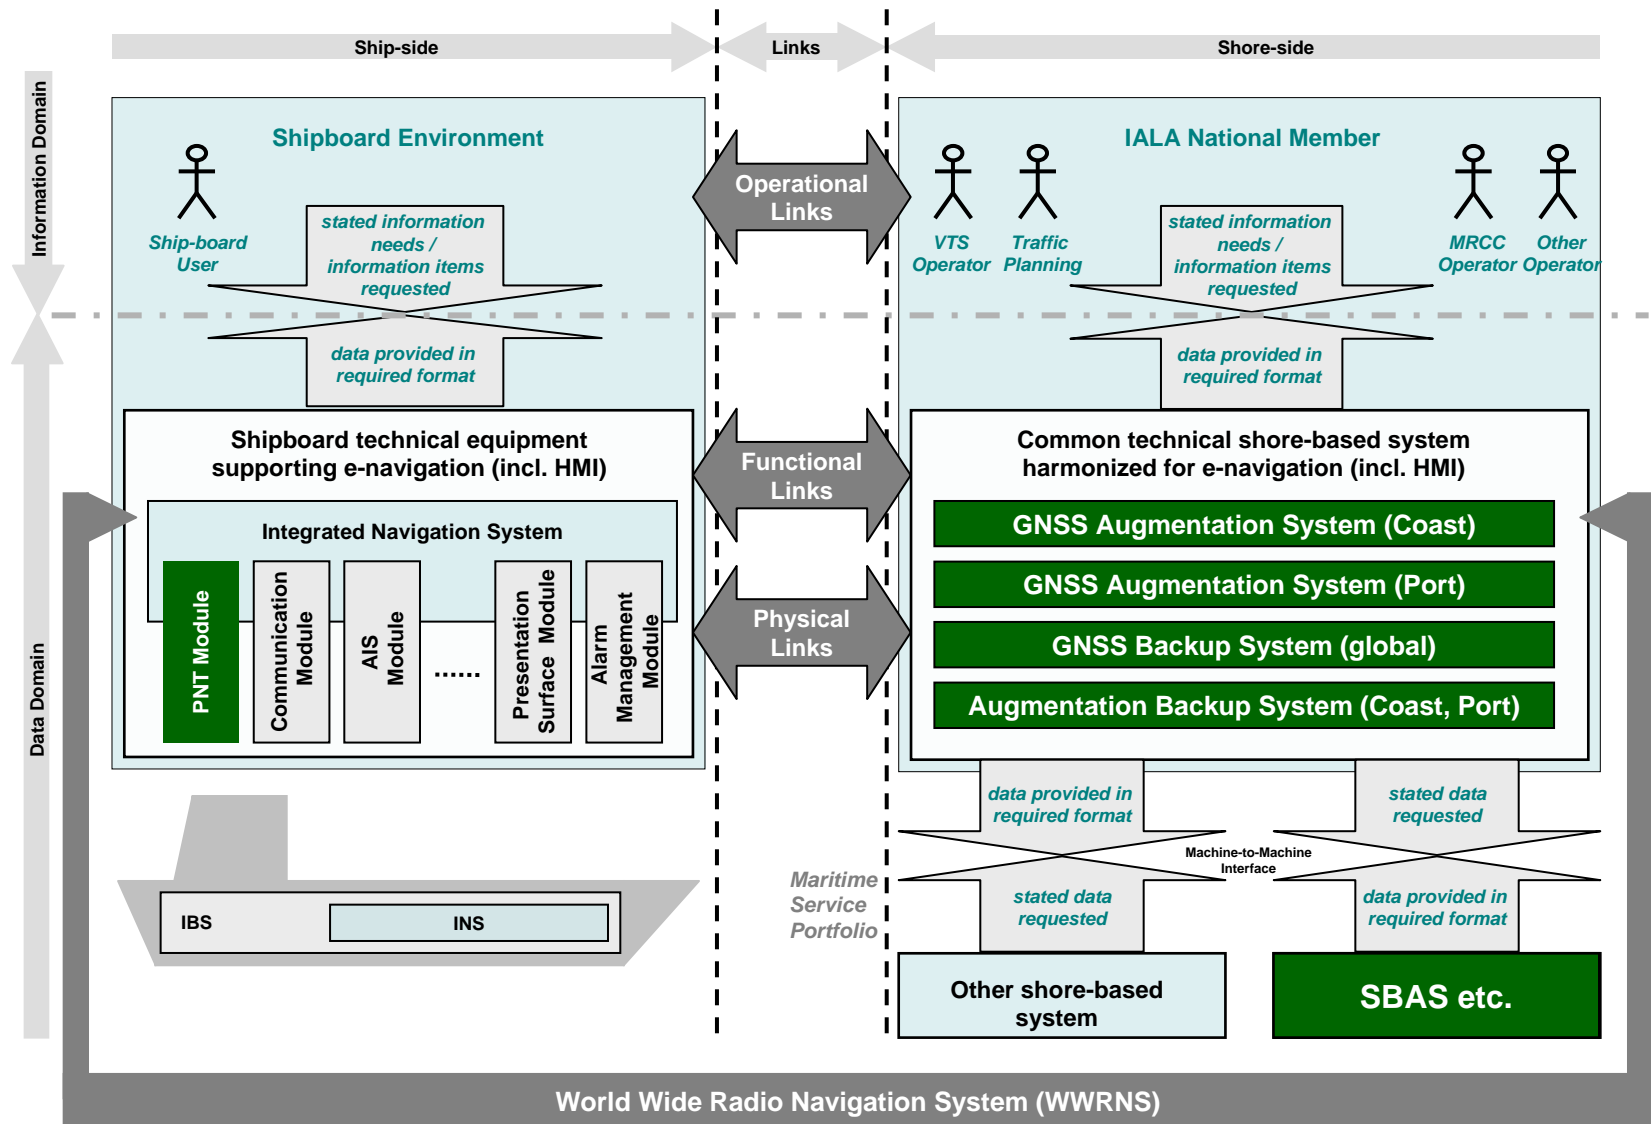 Ship-side
Links
Shore-side
Information Domain
Data Domain
Shipboard Environment
Ship-board
User
stated information
needs /
information items
requested
data provided in
required format
Operational
Links
IALA National Member
VTS
Operator
Traffic
Planning
stated information
needs /
information items
requested
MRCC
Operator
Other
Operator
data provided in
required format
Shipboard technical equipment
supporting e-navigation (incl. HMI)
Integrated Navigation System
PNT Module
Communication
Module
AIS
Module
......
Presentation
Surface Module
Alarm
Management
Module
Functional
Links
Physical
Links
Common technical shore-based system
harmonized for e-navigation (incl. HMI)
GNSS Augmentation System (Coast)
GNSS Augmentation System (Port)
GNSS Backup System (global)
Augmentation Backup System (Coast, Port)
data provided in
required format
stated data
requested
Machine-to-Machine
Interface
stated data
requested
data provided in
required format
Maritime
Service
Portfolio
IBS
INS
Other shore-based
system
SBAS etc.
World Wide Radio Navigation System (WWRNS)